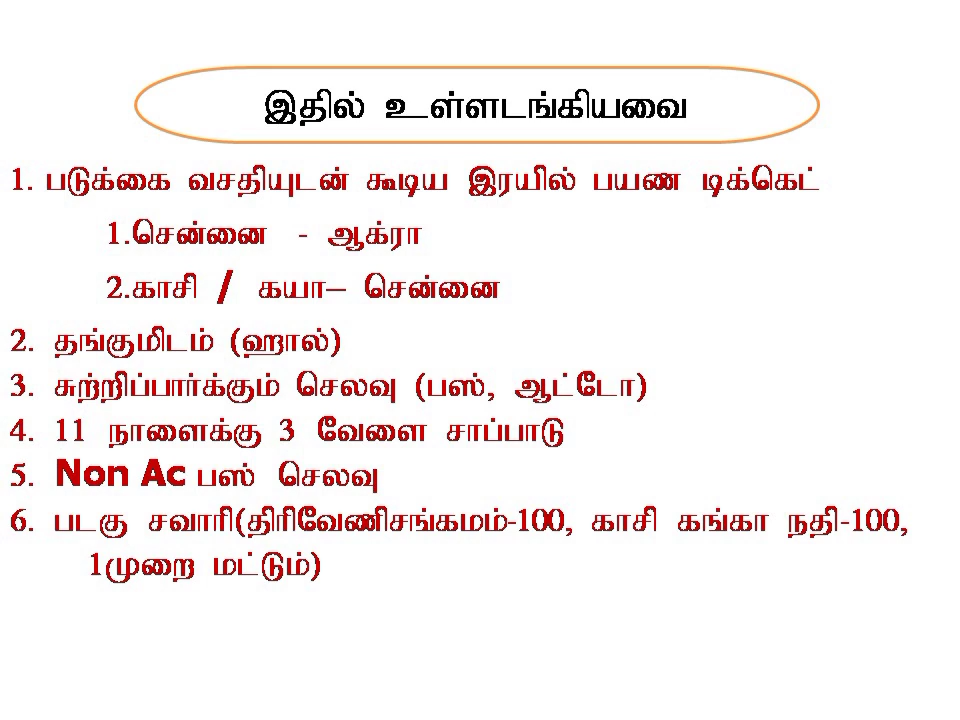 இதில் உள்ளடங்கியவை
1. படுக்கை வசதியுடன் கூடிய இரயில் பயண டிக்கெட்
1.சென்னை - ஆக்ரா
2.காசி / கயா– சென்னை
2. தங்குமிடம் (ஹால்)
3. சுற்றிப்பார்க்கும் செலவு (பஸ், ஆட்டோ)
4. 11 நாளைக்கு 3 வேளை சாப்பாடு
5. Non Ac பஸ் செலவு
6. படகு சவாரி(திரிவேணிசங்கமம்-100, காசி கங்கா நதி-100,
1முறை மட்டும்)